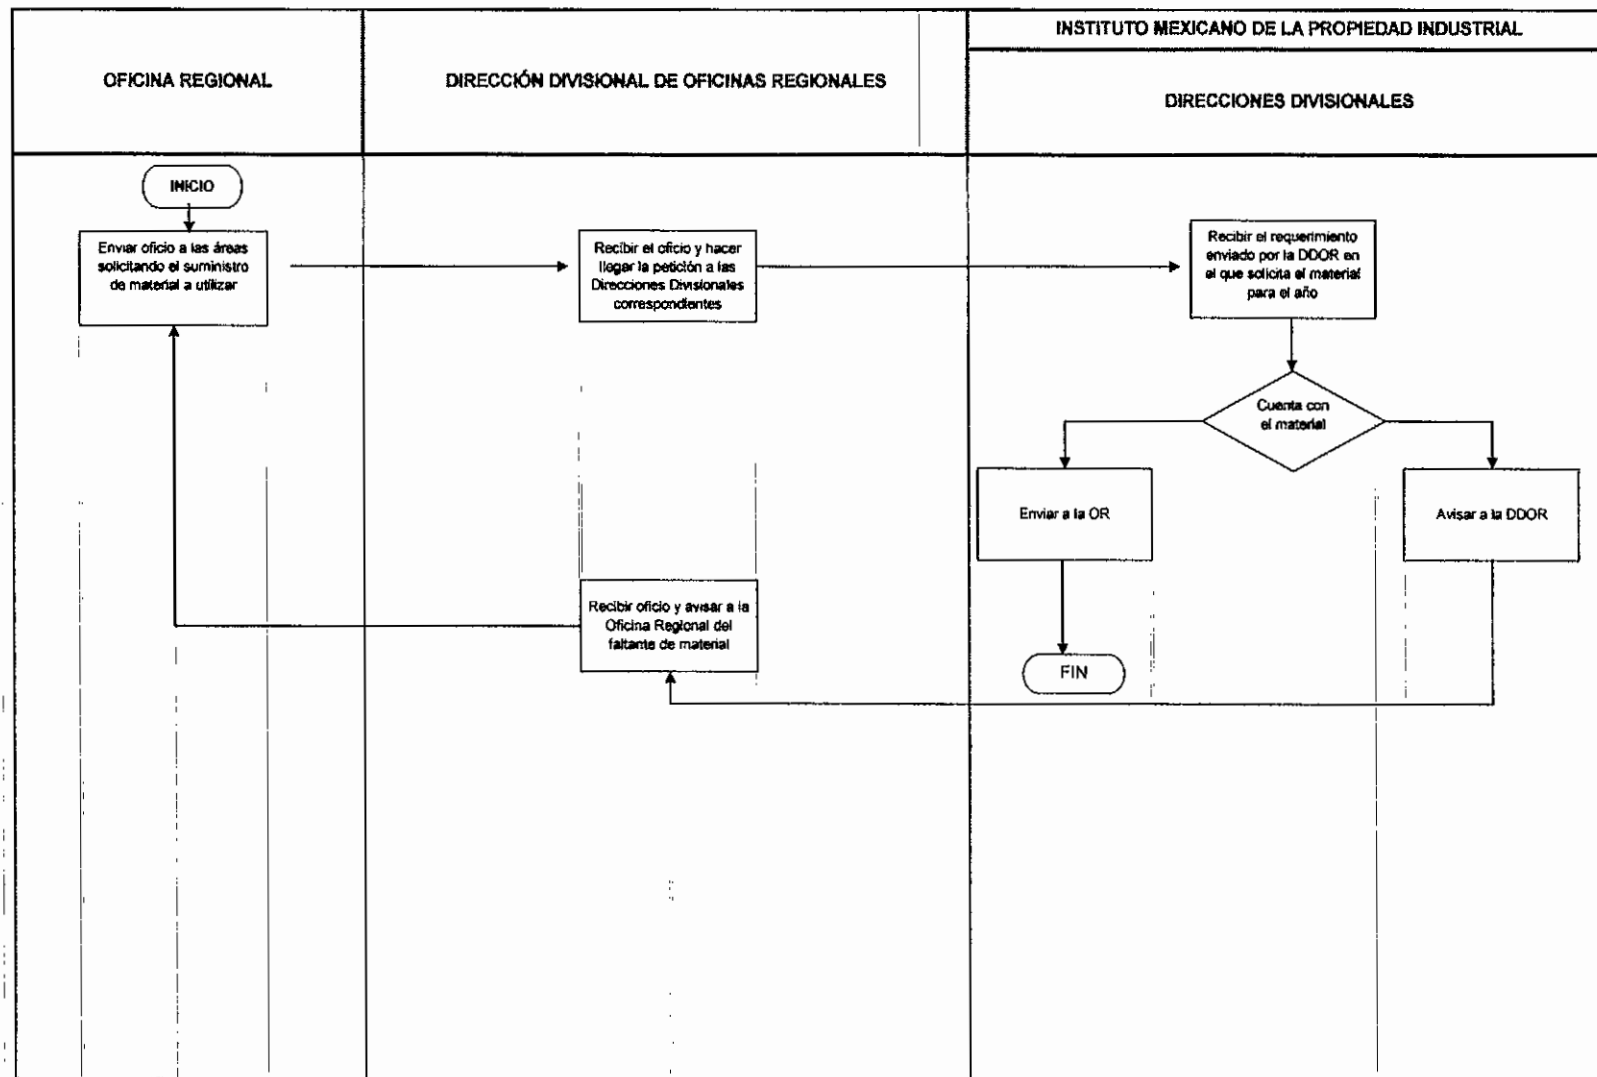 INSTITUTO MEXICANO DE LA PROPIEDAD INDUSTRIAL
OFICINA REGIONAL
DIRECCIÓN DIVISIONAL DE OFICINAS REGIONALES
DIRECCIONES DIVISIONALES
INICIO
Enviar oficio a las áreas
solicitando el suministro
de material a utilizar
Recibir el oficio y hacer
llegar la petición a las
Direcciones Divisionales
correspondientes
Recibir el requerimiento
enviado por la DDOR en
el que solicita el material
para el año
Cuenta con
el material
Enviar a la OR
Avisar a la DDOR
Recibir oficio y avisar a la
Oficina Regional del
faltante de material
FIN